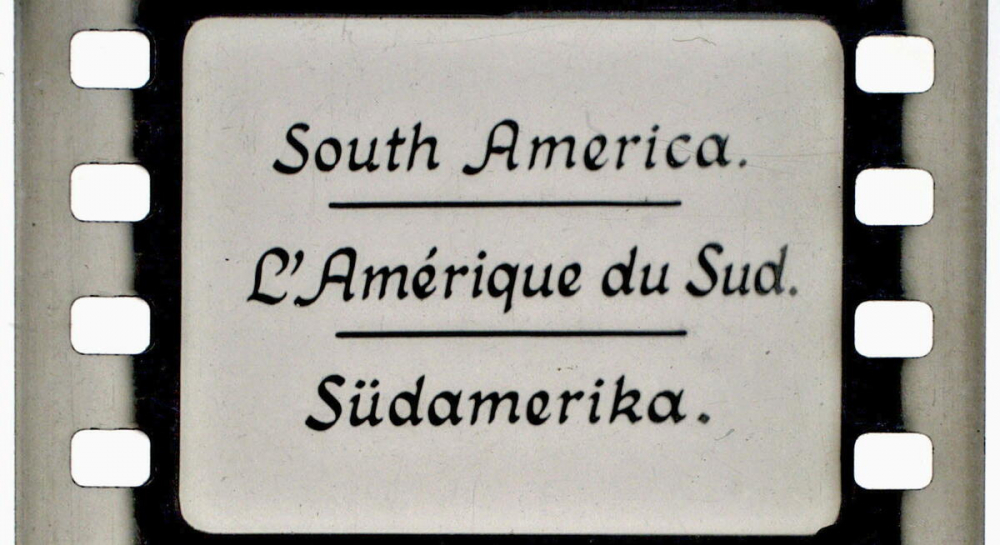 South America.
L'Amérique du Sud.
Südamerika.